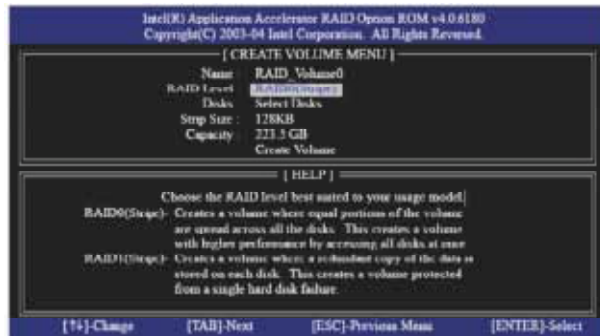 Intel(R) Application Accelerator RAID Option ROM v4.0.6180
Copyright(C) 2003-04 Intel Corporation. All Rights Reserved.
[ CREATE VOLUME MENU ]
Name RAID_Volume0
RAID Level RAID0(Stripe)
Disks Select Disks
Strip Size : 128KB
Capacity 223.5 GB
Create Volume
[ HELP ]
Choose the RAID level best suited to your usage model.
RAID0(Stripe)- Creates a volume where equal portions of the volume
are spread across all the disks. This creates a volume
with higher performance by accessing all disks at once
RAID1(Stripe)- Creates a volume where a redundant copy of the data is
stored on each disk. This creates a volume protected
from a single hard disk failure.
[↑↓]-Change [TAB]-Next [ESC]-Previous Menu [ENTER]-Select